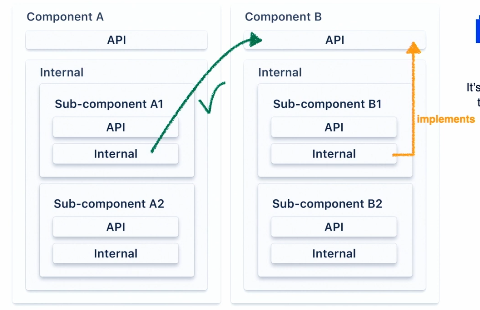 Component A
API
Internal
Sub-component A1
API
Internal
Sub-component A2
API
Internal
Component B
API
Internal
Sub-component B1
API
Internal
Sub-component B2
API
Internal
implements
It's
t